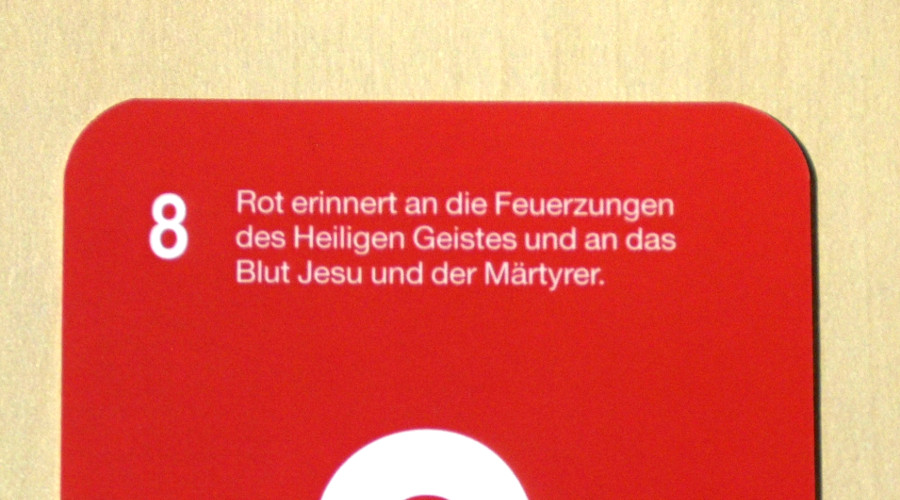 8
Rot erinnert an die Feuerzungen
des Heiligen Geistes und an das
Blut Jesu und der Märtyrer.